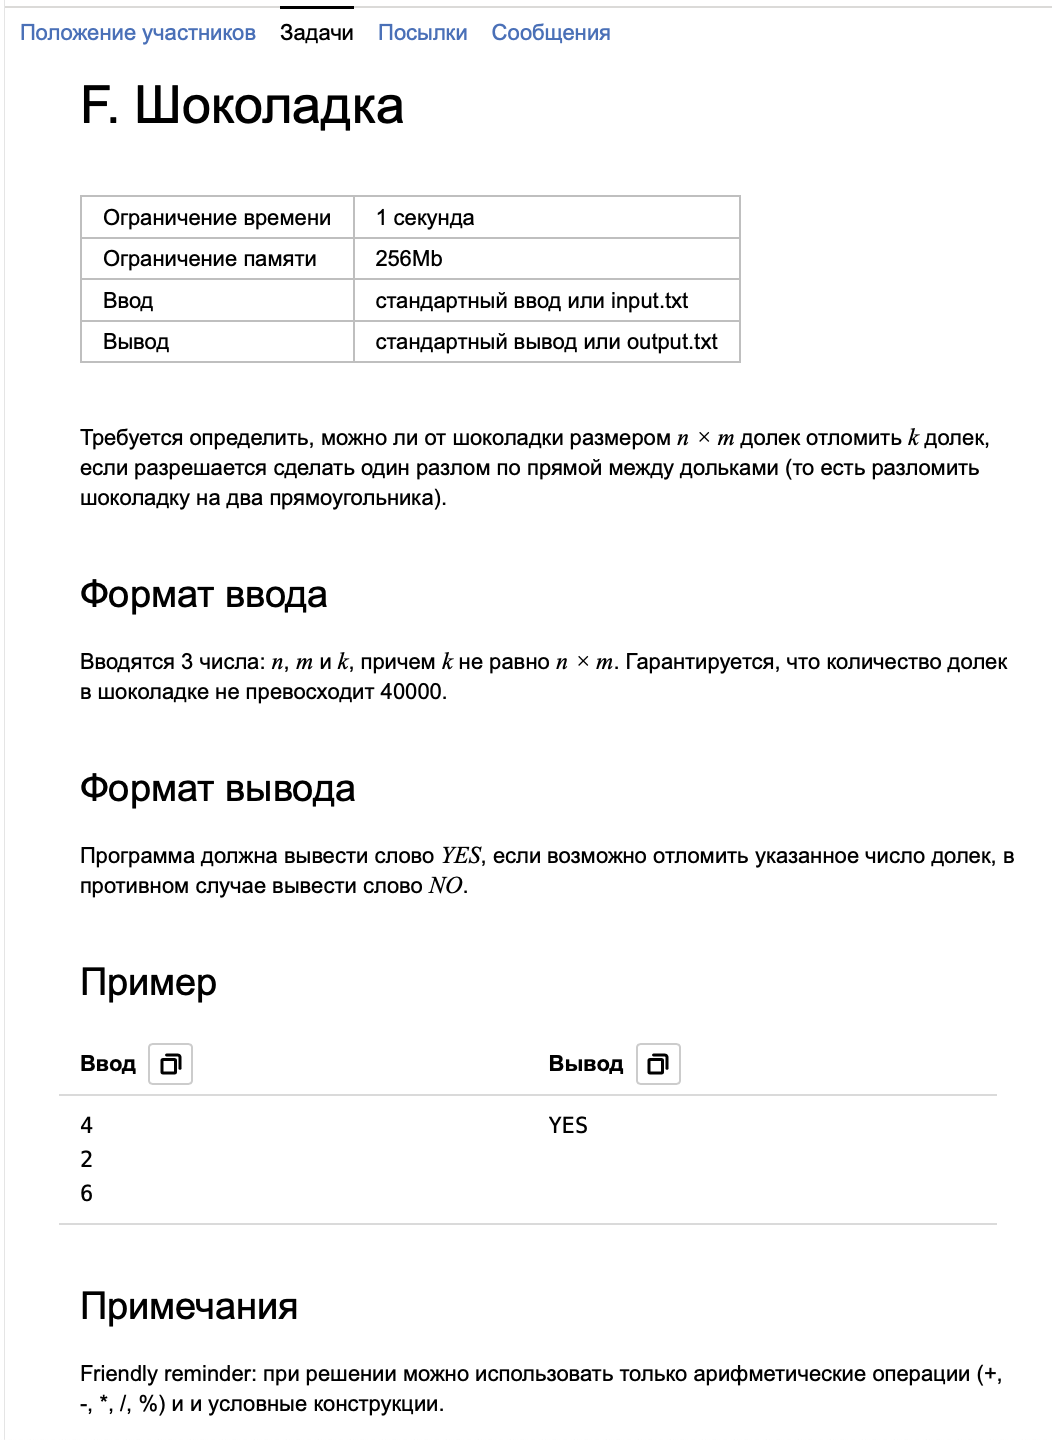 Положение участников Задачи Посылки Сообщения
F. Шоколадка
Ограничение времени 1 секунда
Ограничение памяти 256Mb
Ввод стандартный ввод или input.txt
Вывод стандартный вывод или output.txt
Требуется определить, можно ли от шоколадки размером n × m долек отломить k долек,
если разрешается сделать один разлом по прямой между дольками (то есть разломить
шоколадку на два прямоугольника).
Формат ввода
Вводятся 3 числа: n, m и k, причем k не равно n × m. Гарантируется, что количество долек
в шоколадке не превосходит 40000.
Формат вывода
Программа должна вывести слово YES, если возможно отломить указанное число долек, в
противном случае вывести слово NO.
Пример
Ввод Вывод
4 YES
2
6
Примечания
Friendly reminder: при решении можно использовать только арифметические операции (+,
-, *, /, %) и и условные конструкции.